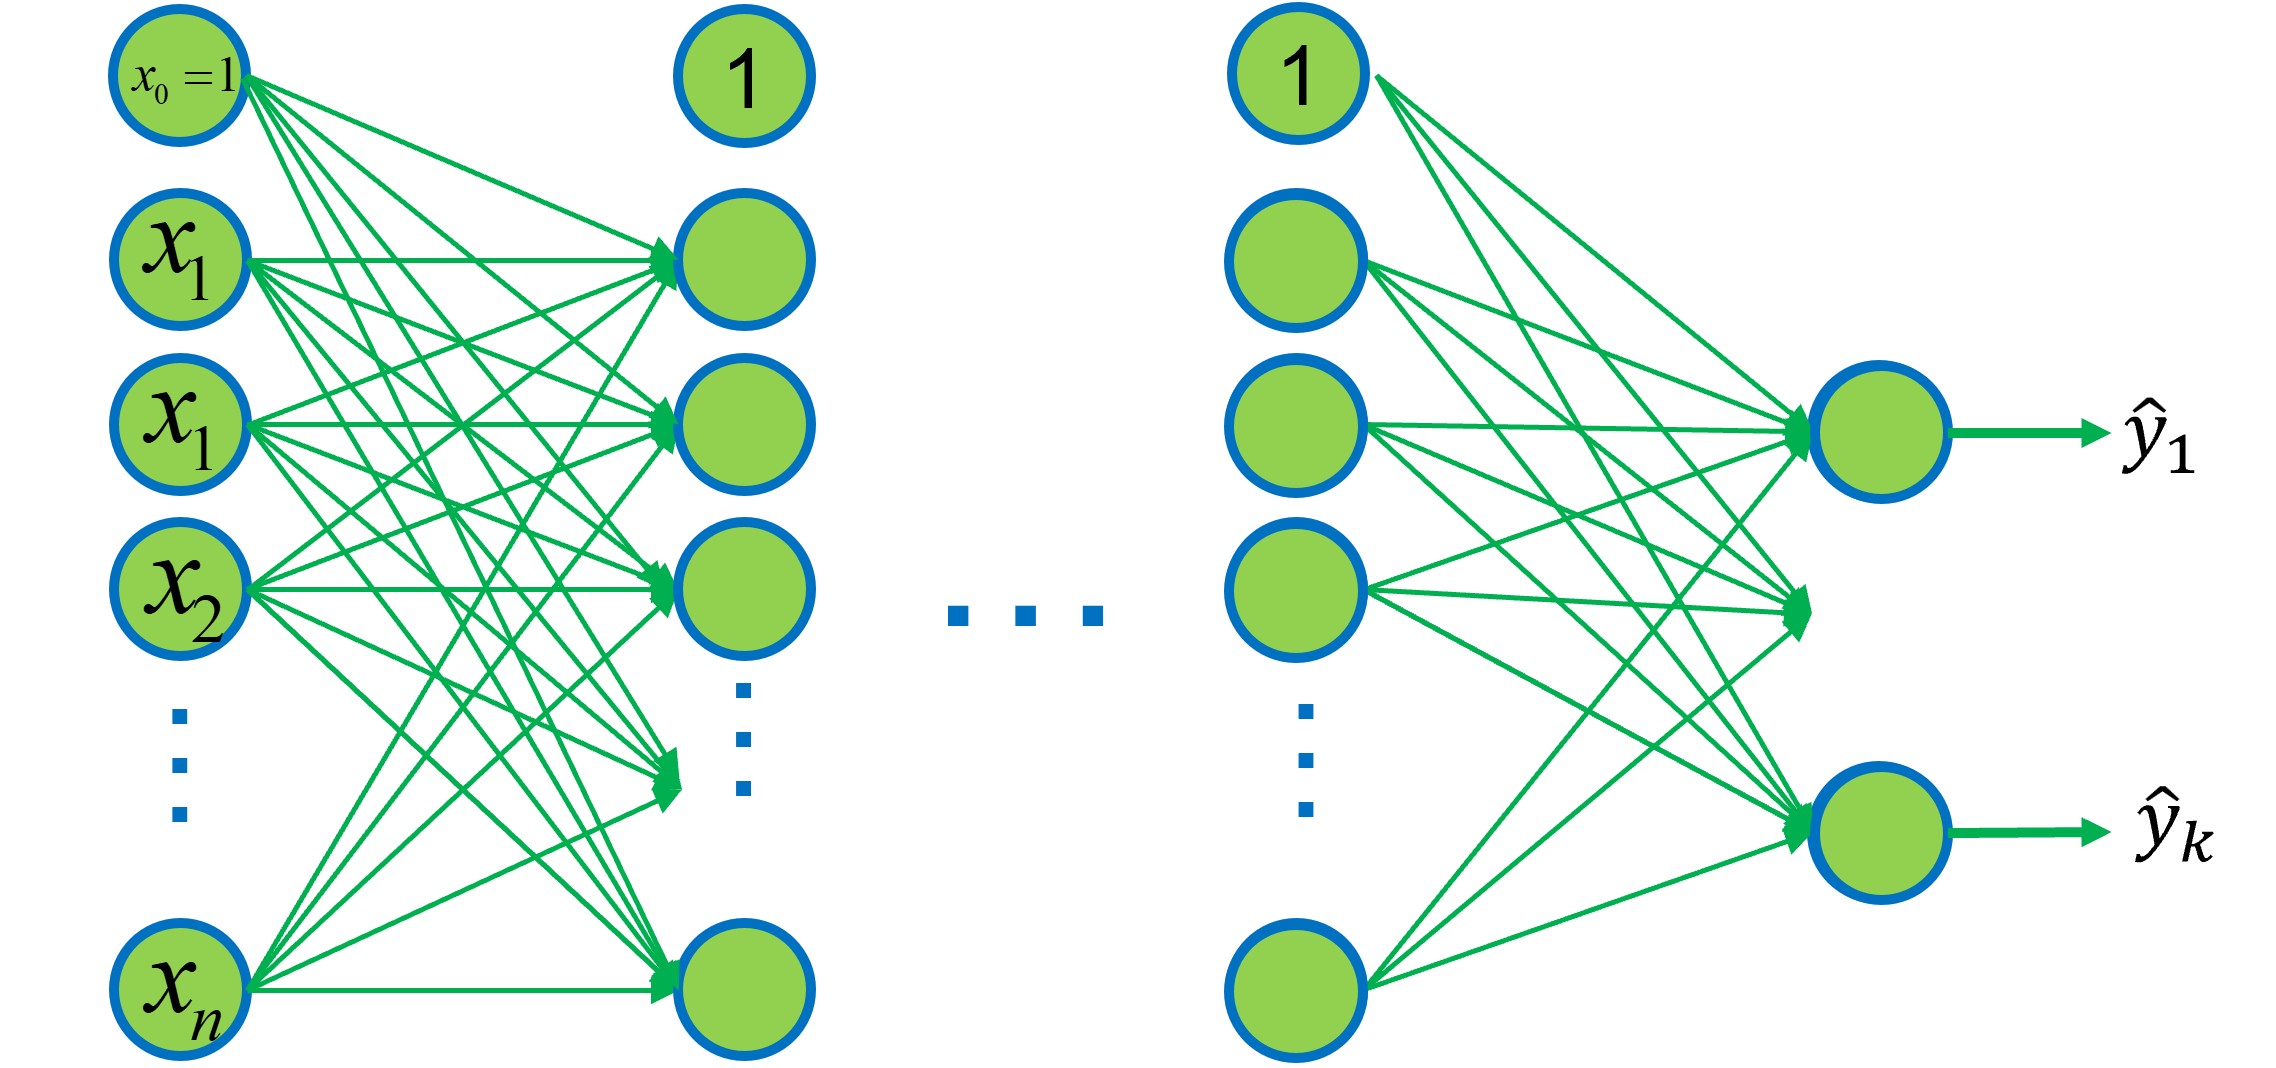 x₀ = 1
1
1
x₁
x₁
ŷ₁
x₂
ŷₖ
xₙ